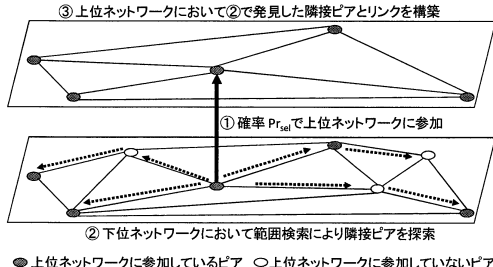 ③ 上位ネットワークにおいて②で発見した隣接ピアとリンクを構築
① 確率 Prselで上位ネットワークに参加
② 下位ネットワークにおいて範囲検索により隣接ピアを探索
上位ネットワークに参加しているピア 上位ネットワークに参加していないピア